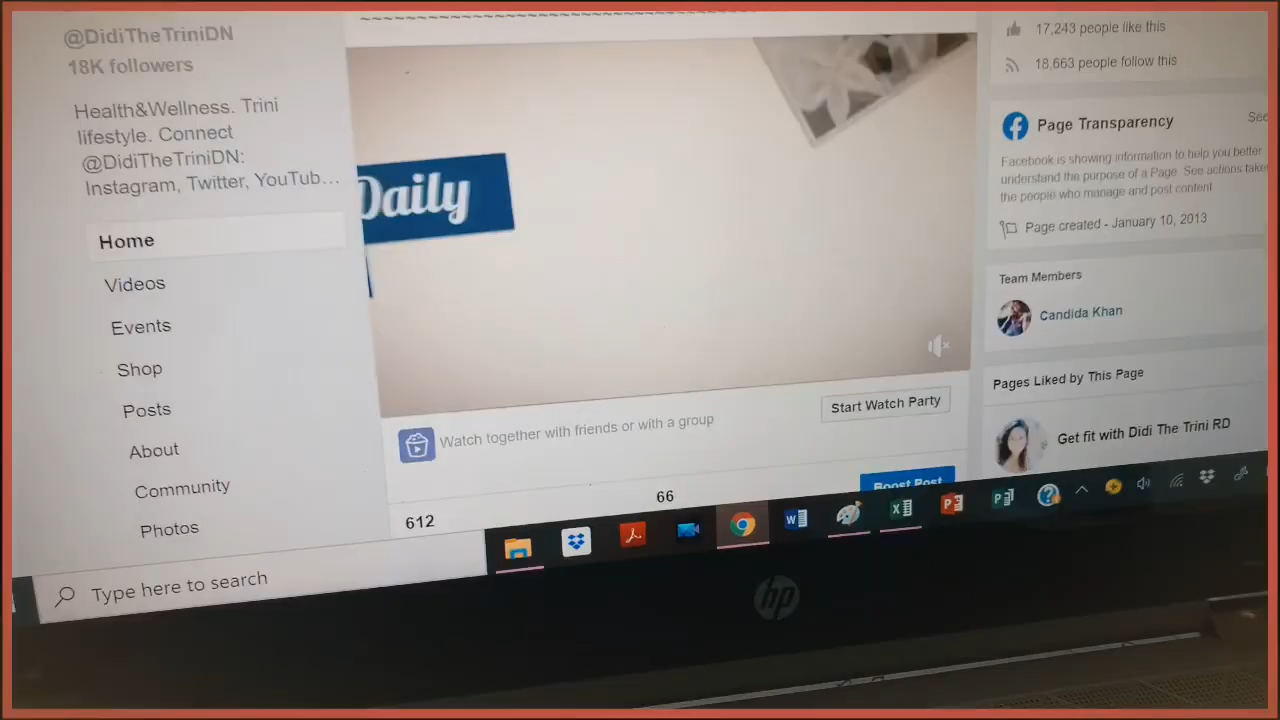 @DidiTheTriniDN
18K followers
Health&Wellness. Trini
lifestyle. Connect
@DidiTheTriniDN:
Instagram, Twitter, YouTub...
Home
Videos
Events
Shop
Posts
About
Community
Photos
Daily
Watch together with friends or with a group
Start Watch Party
Boost Post
612
66
17,243 people like this
18,663 people follow this
Page Transparency
See
Facebook is showing information to help you better
understand the purpose of a Page. See actions take
the people who manage and post content.
Page created - January 10, 2013
Team Members
Candida Khan
Pages Liked by This Page
Get fit with Didi The Trini RD
Type here to search
hp